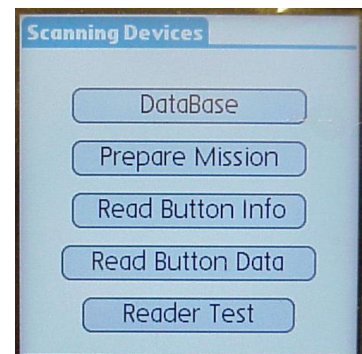 Scanning Devices
DataBase
Prepare Mission
Read Button Info
Read Button Data
Reader Test